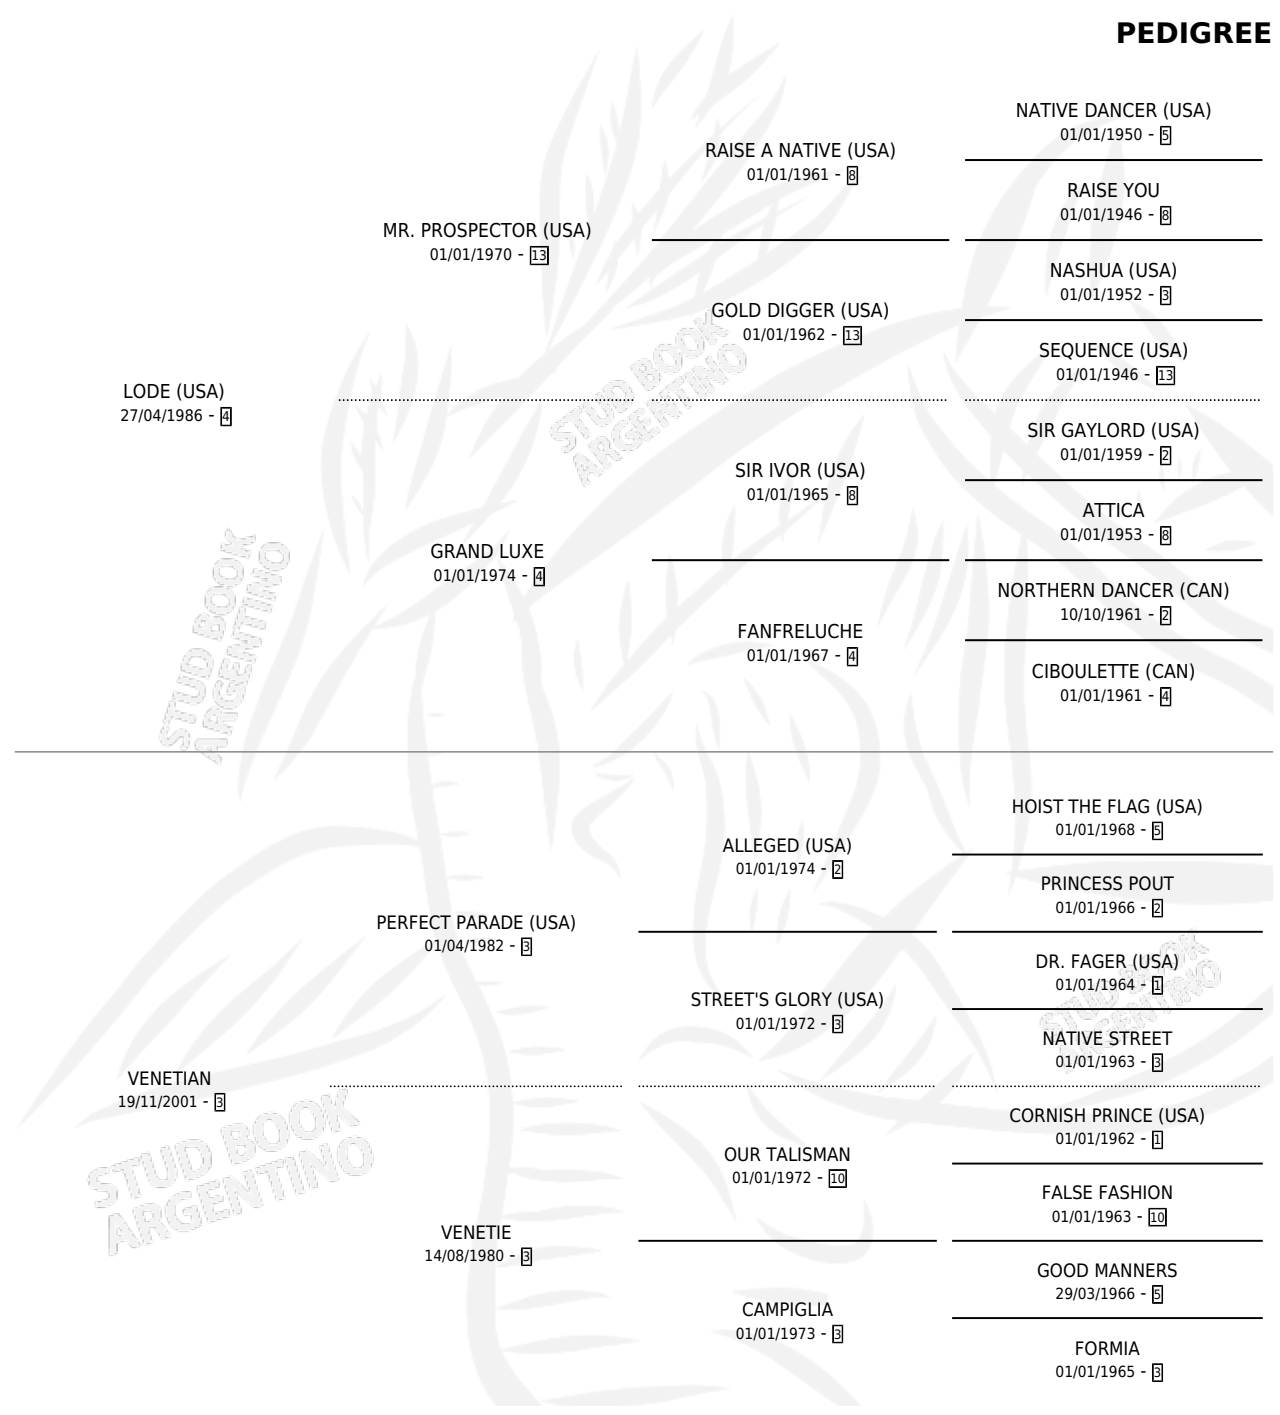 PEDIGREE
NATIVE DANCER (USA)
01/01/1950 - 5
RAISE A NATIVE (USA)
01/01/1961 - 8
RAISE YOU
01/01/1946 - 8
MR. PROSPECTOR (USA)
01/01/1970 - 13
NASHUA (USA)
01/01/1952 - 3
GOLD DIGGER (USA)
01/01/1962 - 13
SEQUENCE (USA)
01/01/1946 - 13
LODE (USA)
27/04/1986 - 4
SIR GAYLORD (USA)
01/01/1959 - 2
SIR IVOR (USA)
01/01/1965 - 8
ATTICA
01/01/1953 - 8
GRAND LUXE
01/01/1974 - 4
NORTHERN DANCER (CAN)
10/10/1961 - 2
FANFRELUCHE
01/01/1967 - 4
CIBOULETTE (CAN)
01/01/1961 - 4
HOIST THE FLAG (USA)
01/01/1968 - 5
ALLEGED (USA)
01/01/1974 - 2
PRINCESS POUT
01/01/1966 - 2
PERFECT PARADE (USA)
01/04/1982 - 3
DR. FAGER (USA)
01/01/1964 - 1
STREET'S GLORY (USA)
01/01/1972 - 3
NATIVE STREET
01/01/1963 - 3
VENETIAN
19/11/2001 - 3
CORNISH PRINCE (USA)
01/01/1962 - 1
OUR TALISMAN
01/01/1972 - 10
FALSE FASHION
01/01/1963 - 10
VENETIE
14/08/1980 - 3
GOOD MANNERS
29/03/1966 - 5
CAMPIGLIA
01/01/1973 - 3
FORMIA
01/01/1965 - 3
STUD BOOK
ARGENTINO
STUD BOOK
ARGENTINO
STUD BOOK
ARGENTINO
STUD BOOK
ARGENTINO